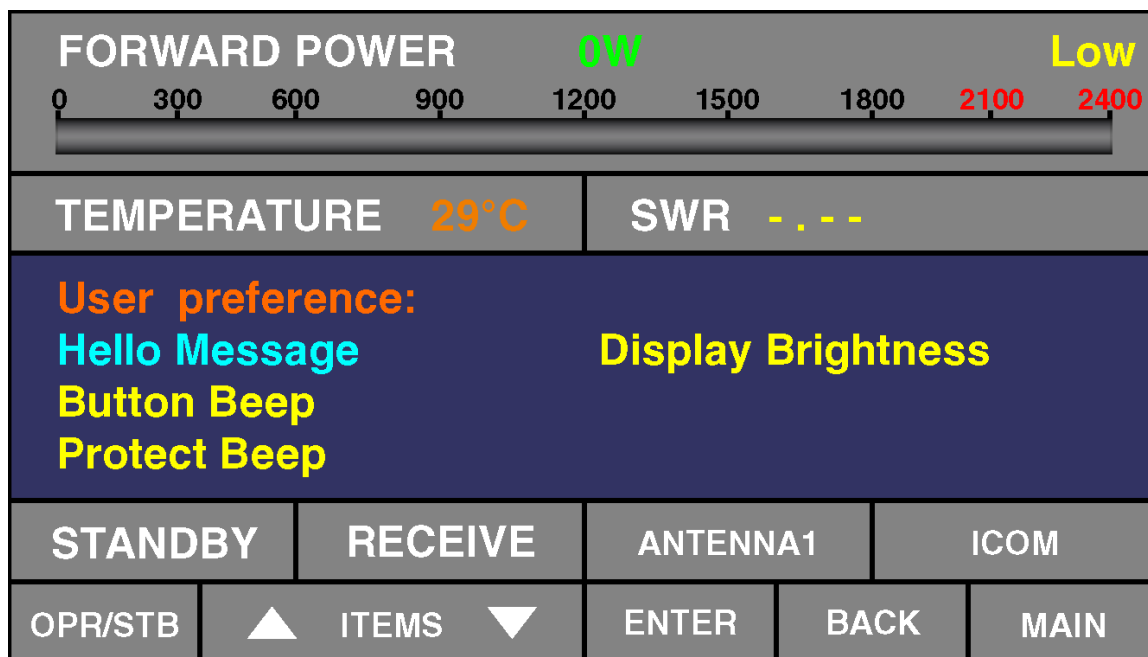 FORWARD POWER 0W Low
0 300 600 900 1200 1500 1800 2100 2400
TEMPERATURE 29°C SWR -.--
User preference:
Hello Message Display Brightness
Button Beep
Protect Beep
STANDBY RECEIVE ANTENNA1 ICOM
OPR/STB ▲ ITEMS ▼ ENTER BACK MAIN